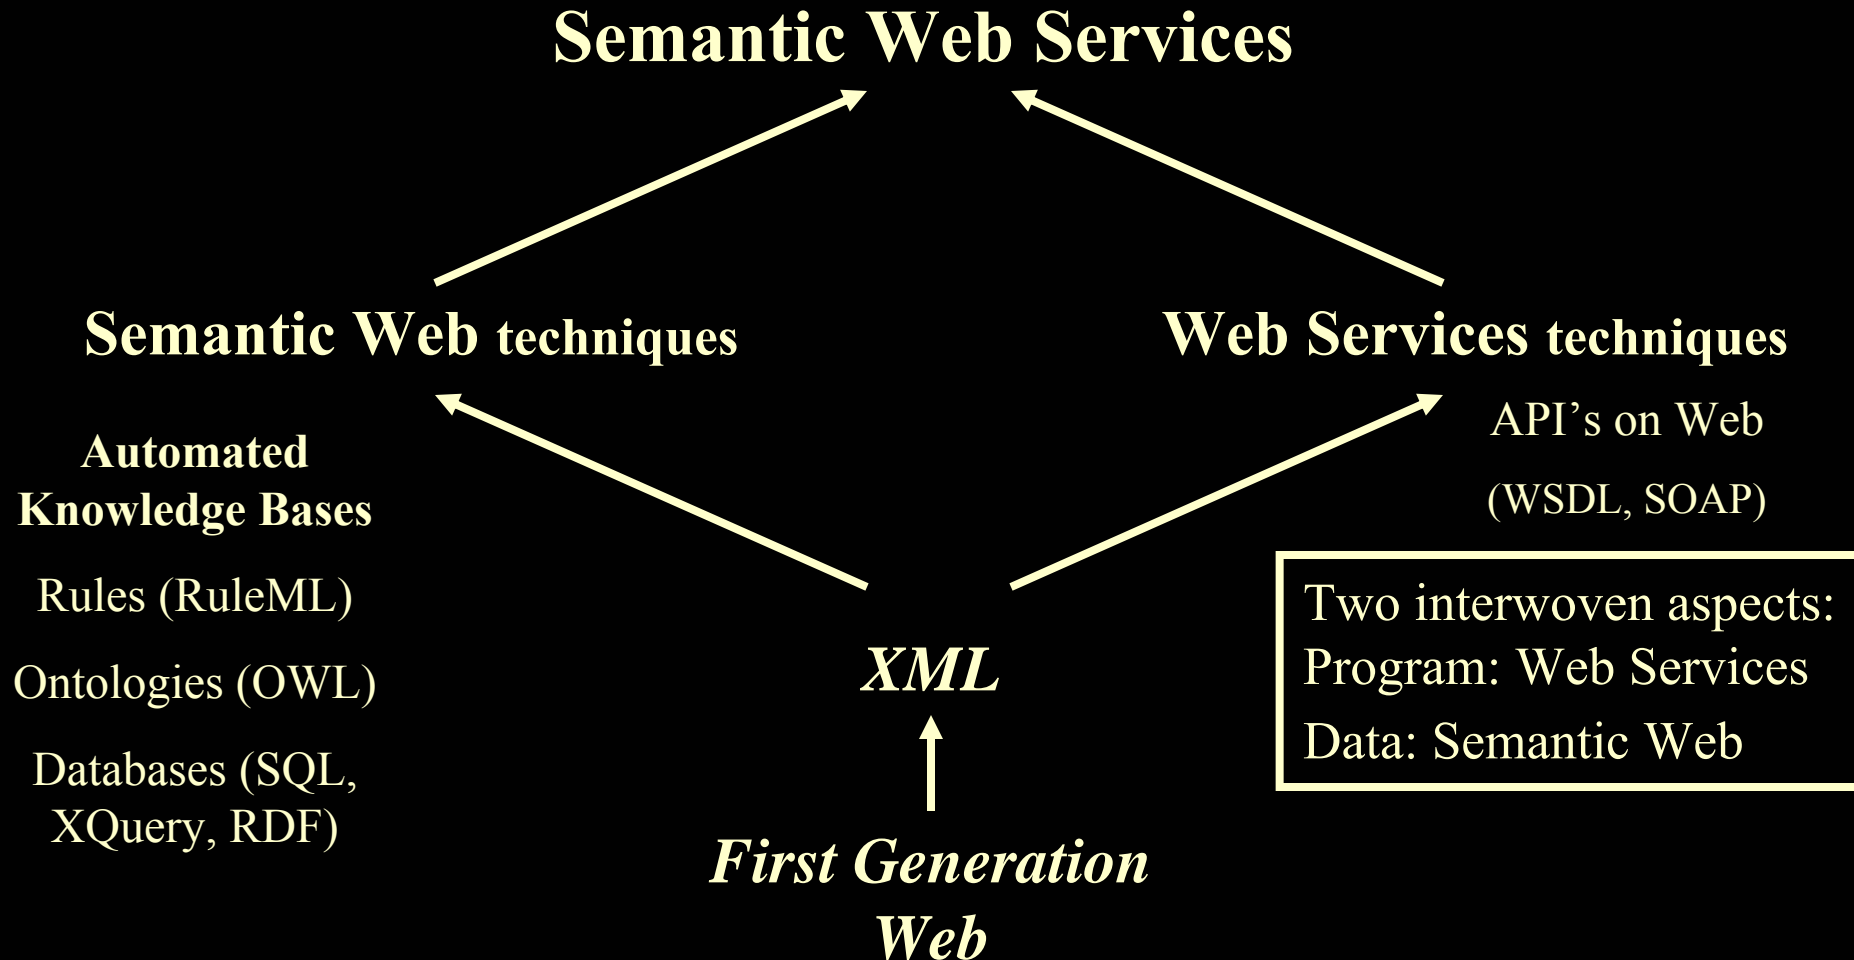 Semantic Web Services
Semantic Web techniques
Web Services techniques
API’s on Web
(WSDL, SOAP)
Automated
Knowledge Bases
Rules (RuleML)
Ontologies (OWL)
Databases (SQL,
XQuery, RDF)
XML
First Generation
Web
Two interwoven aspects:
Program: Web Services
Data: Semantic Web